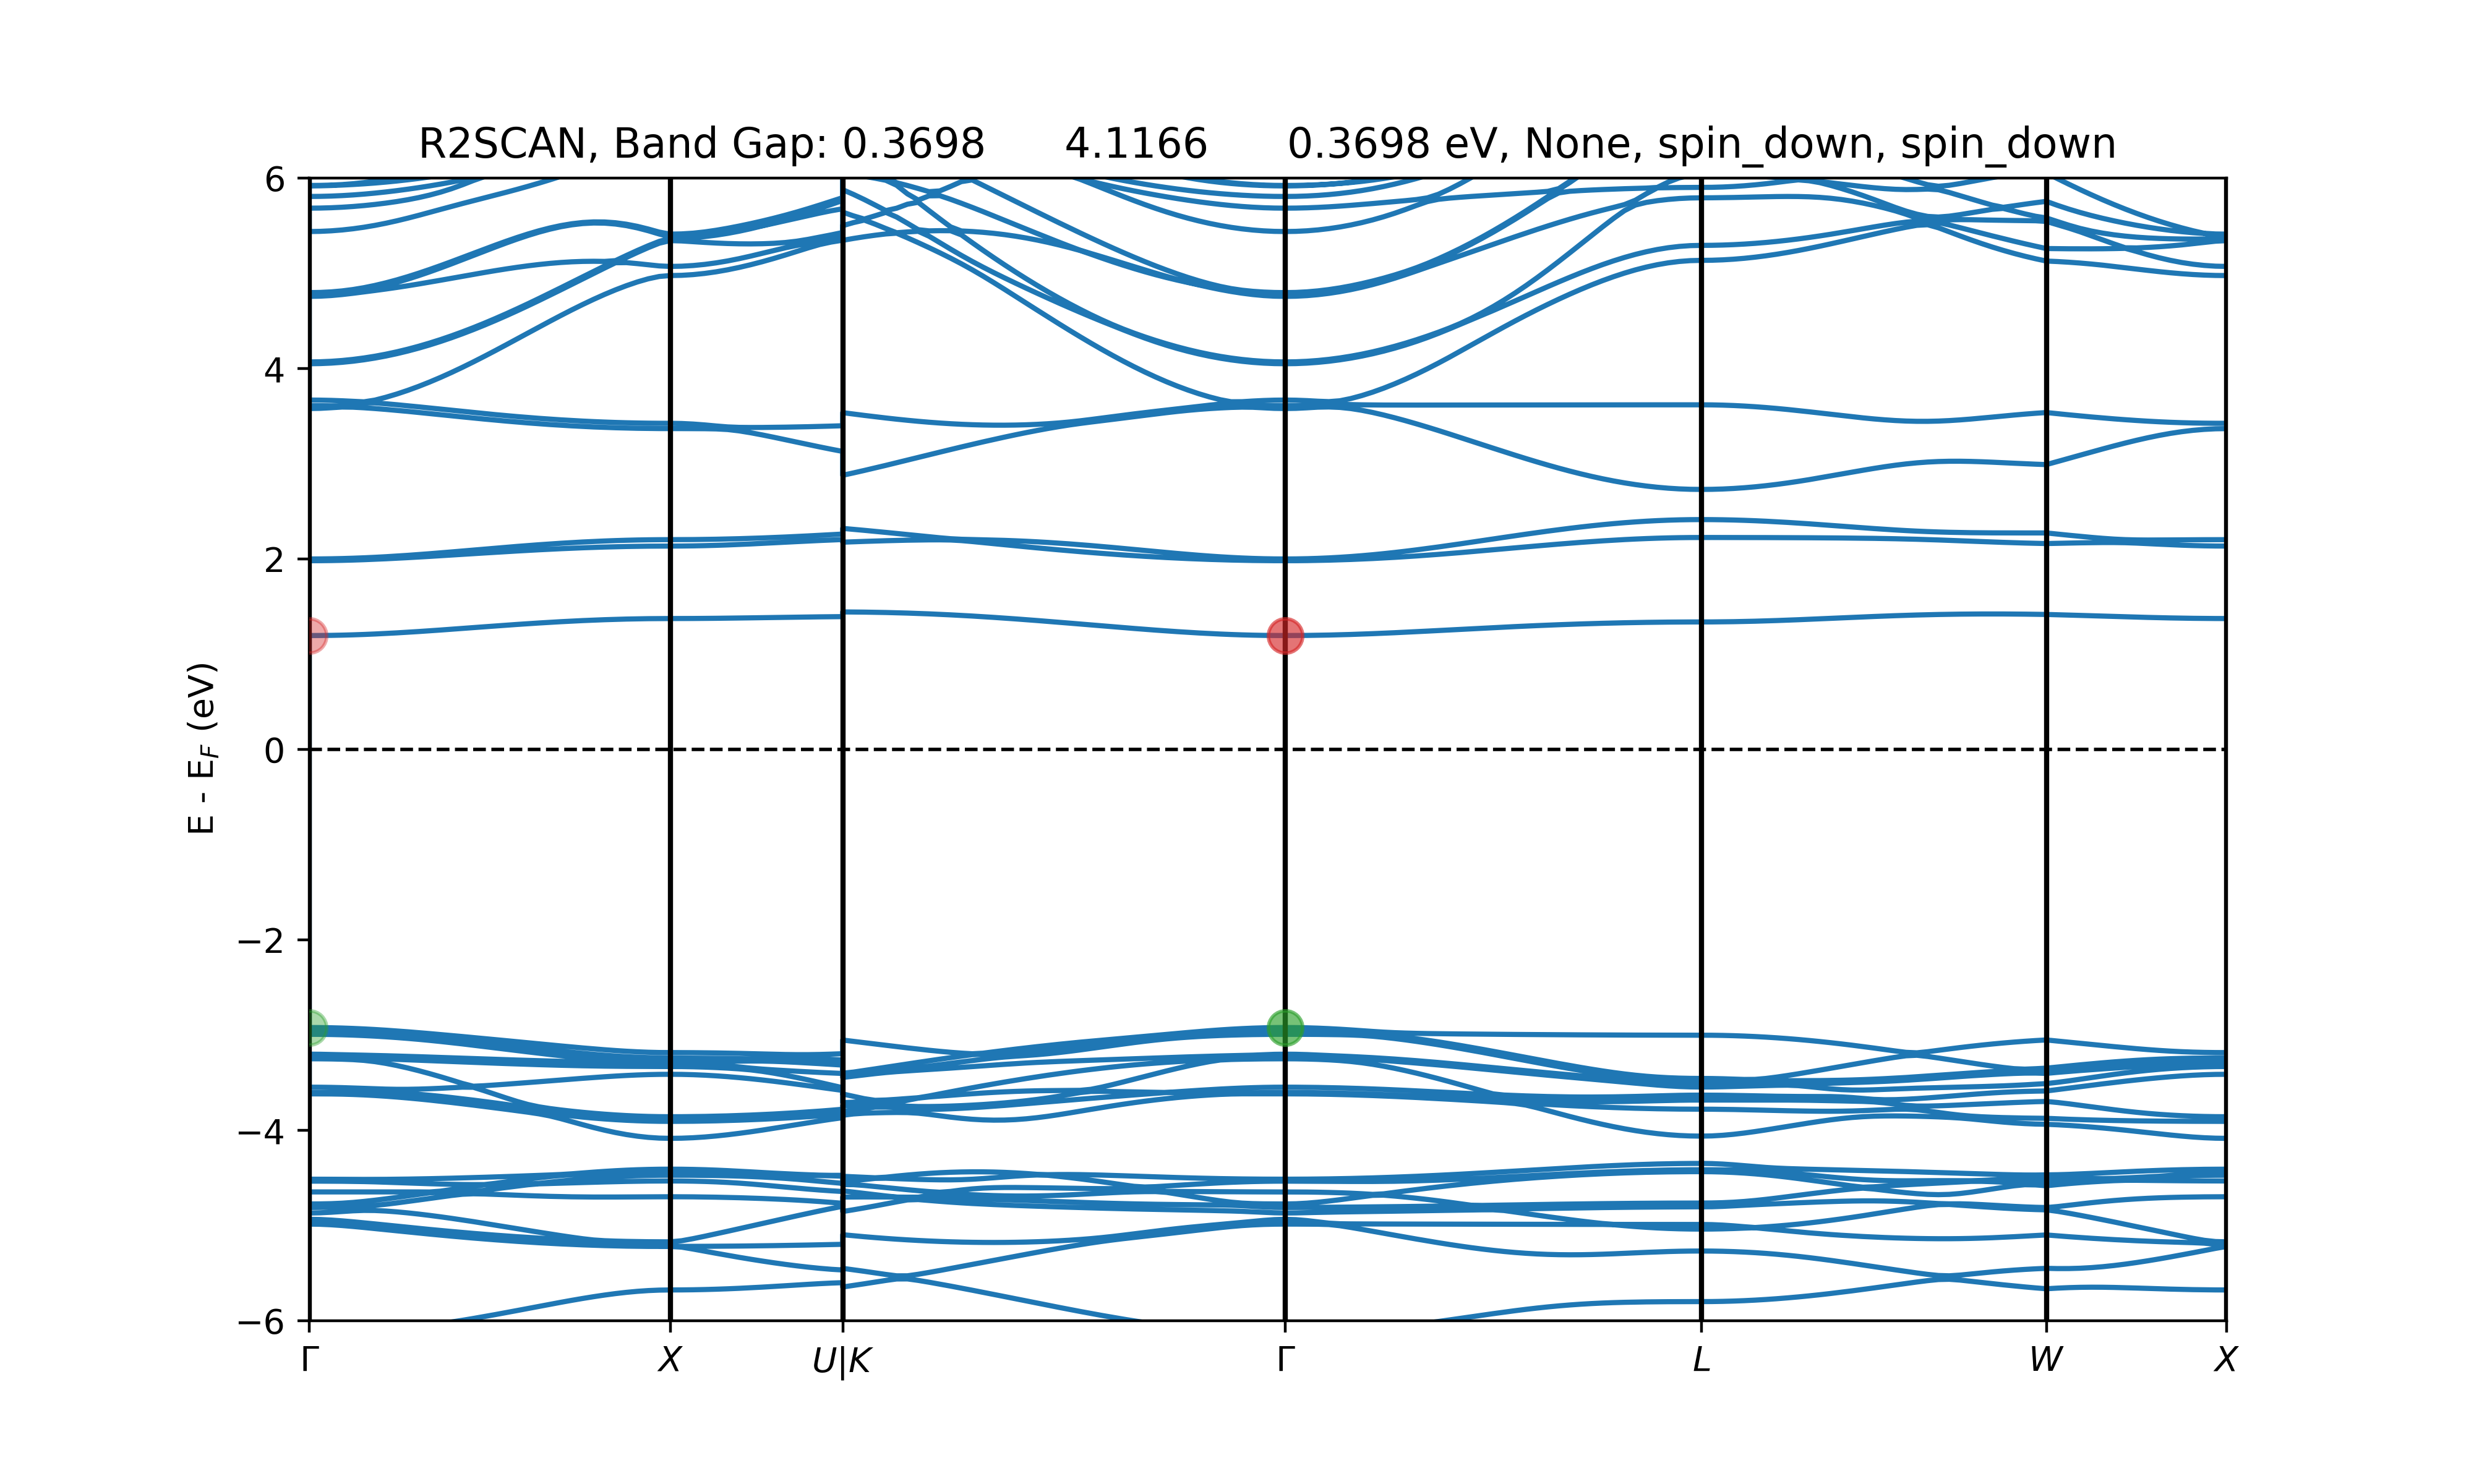 R2SCAN, Band Gap: 0.3698 4.1166 0.3698 eV, None, spin_down, spin_down
6
4
2
0
−2
−4
−6
E - E_F (eV)
Γ X U|K Γ L W X